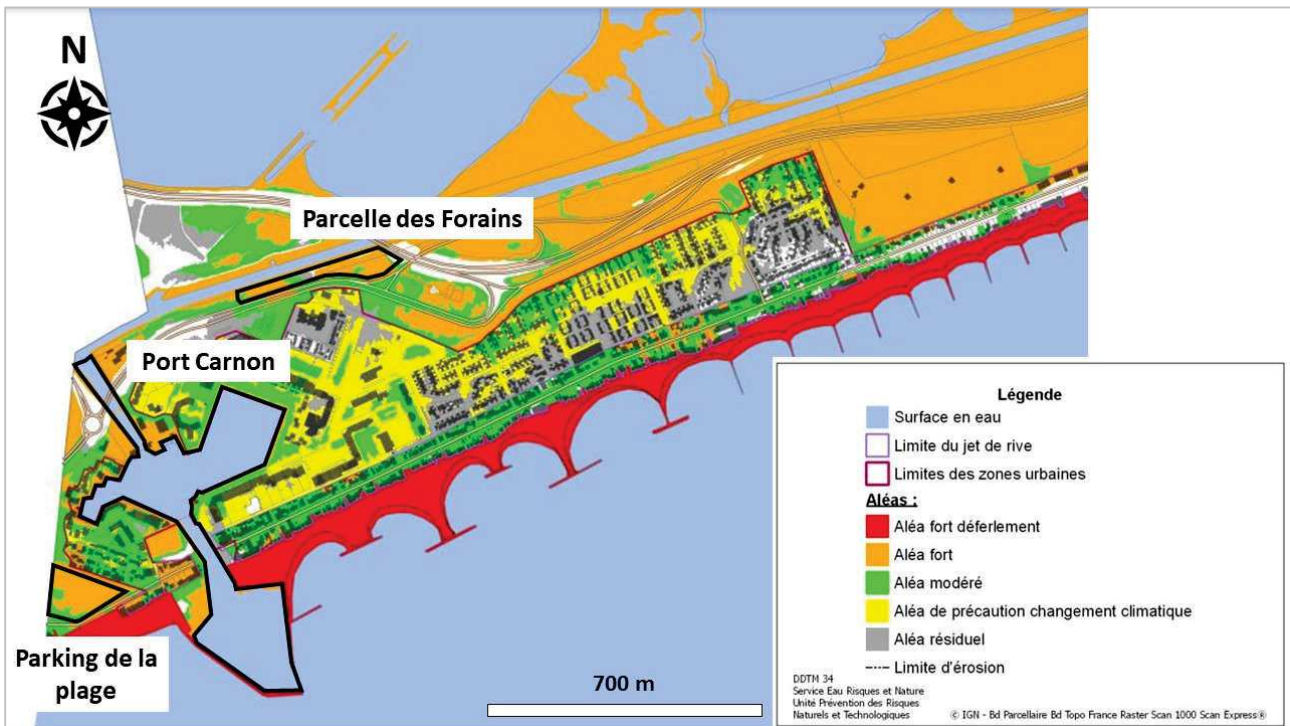 N
Parcelle des Forains
Port Carnon
Parking de la
plage
700 m
Légende
Surface en eau
Limite du jet de rive
Limites des zones urbaines
Aléas :
Aléa fort déferlement
Aléa fort
Aléa modéré
Aléa de précaution changement climatique
Aléa résiduel
Limite d'érosion
DDTM 34
Service Eau Risques et Nature
Unité Prévention des Risques
Naturels et Technologiques
© IGN - Bd Parcellaire Bd Topo France Raster Scan 1000 Scan Express®